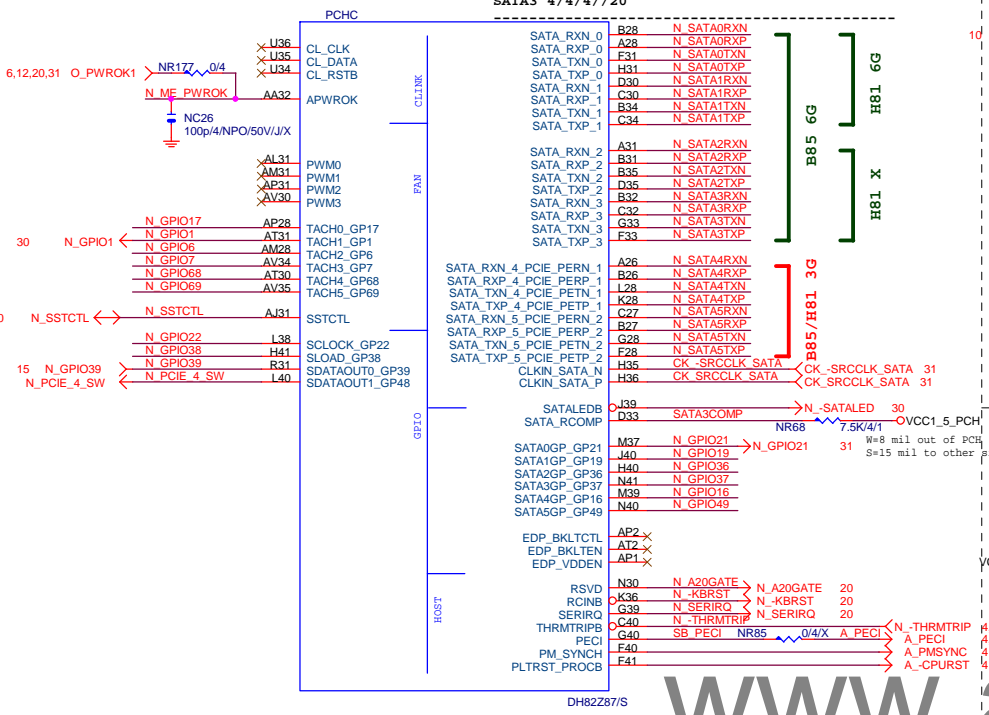 SATA3 4/4/4//20
PCHC
6,12,20,31 O_PWROK1
NR177 0/4
N_ME_PWROK
NC26
100p/4/NPO/50V/J/X
U36 CL_CLK
U35 CL_DATA
U34 CL_RSTB
AA32 APWROK
CLINK
AL31 PWM0
AM31 PWM1
AP31 PWM2
AV30 PWM3
FAN
N_GPIO17 AP28 TACH0_GP17
30 N_GPIO1 N_GPIO1 AT31 TACH1_GP1
N_GPIO6 AM28 TACH2_GP6
N_GPIO7 AV34 TACH3_GP7
N_GPIO68 AT30 TACH4_GP68
N_GPIO69 AV35 TACH5_GP69
N_SSTCTL N_SSTCTL AJ31 SSTCTL
N_GPIO22 L38 SCLOCK_GP22
N_GPIO38 H41 SLOAD_GP38
15 N_GPIO39 N_GPIO39 R31 SDATAOUT0_GP39
N_PCIE_4_SW N_PCIE_4_SW L40 SDATAOUT1_GP48
GPIO
HOST
SATA_RXN_0 B28 N_SATA0RXN
SATA_RXP_0 A28 N_SATA0RXP
SATA_TXN_0 F31 N_SATA0TXN
SATA_TXP_0 H31 N_SATA0TXP
SATA_RXN_1 D30 N_SATA1RXN
SATA_RXP_1 C30 N_SATA1RXP
SATA_TXN_1 B34 N_SATA1TXN
SATA_TXP_1 C34 N_SATA1TXP
SATA_RXN_2 A31 N_SATA2RXN
SATA_RXP_2 B31 N_SATA2RXP
SATA_TXN_2 B35 N_SATA2TXN
SATA_TXP_2 D35 N_SATA2TXP
SATA_RXN_3 B32 N_SATA3RXN
SATA_RXP_3 C32 N_SATA3RXP
SATA_TXN_3 G33 N_SATA3TXN
SATA_TXP_3 F33 N_SATA3TXP
B85 6G
H81 6G
H81 X
10
SATA_RXN_4_PCIE_PERN_1 A26 N_SATA4RXN
SATA_RXP_4_PCIE_PERP_1 B26 N_SATA4RXP
SATA_TXN_4_PCIE_PETN_1 L28 N_SATA4TXN
SATA_TXP_4_PCIE_PETP_1 K28 N_SATA4TXP
SATA_RXN_5_PCIE_PERN_2 C27 N_SATA5RXN
SATA_RXP_5_PCIE_PERP_2 B27 N_SATA5RXP
SATA_TXN_5_PCIE_PETN_2 G28 N_SATA5TXN
SATA_TXP_5_PCIE_PETP_2 F28 N_SATA5TXP
B85/H81 3G
CLKIN_SATA_N H35 CK_-SRCCLK_SATA CK_-SRCCLK_SATA 31
CLKIN_SATA_P H36 CK_SRCCLK_SATA CK_SRCCLK_SATA 31
SATALEDB J39 N_-SATALED 30
SATA_RCOMP D33 SATA3COMP NR68 7.5K/4/1 VCC1_5_PCH
W=8 mil out of PCH
S=15 mil to other
SATA0GP_GP21 M37 N_GPIO21 N_GPIO21 31
SATA1GP_GP19 J40 N_GPIO19
SATA2GP_GP36 H40 N_GPIO36
SATA3GP_GP37 N41 N_GPIO37
SATA4GP_GP16 M39 N_GPIO16
SATA5GP_GP49 N40 N_GPIO49
EDP_BKLTCTL AP2
EDP_BKLTEN AT2
EDP_VDDEN AP1
RSVD N30 N_A20GATE N_A20GATE 20
RCINB K36 N_-KBRST N_-KBRST 20
SERIRQ G39 N_SERIRQ N_SERIRQ 20
THRMTRIPB C40 N_-THRMTRIP N_-THRMTRIP 4
PECI G40 SB_PECI NR85 0/4/X A_PECI A_PECI 4
PM_SYNCH F40 A_PMSYNC 4
PLTRST_PROCB F41 A_-CPURST 4
DH82Z87/S
www